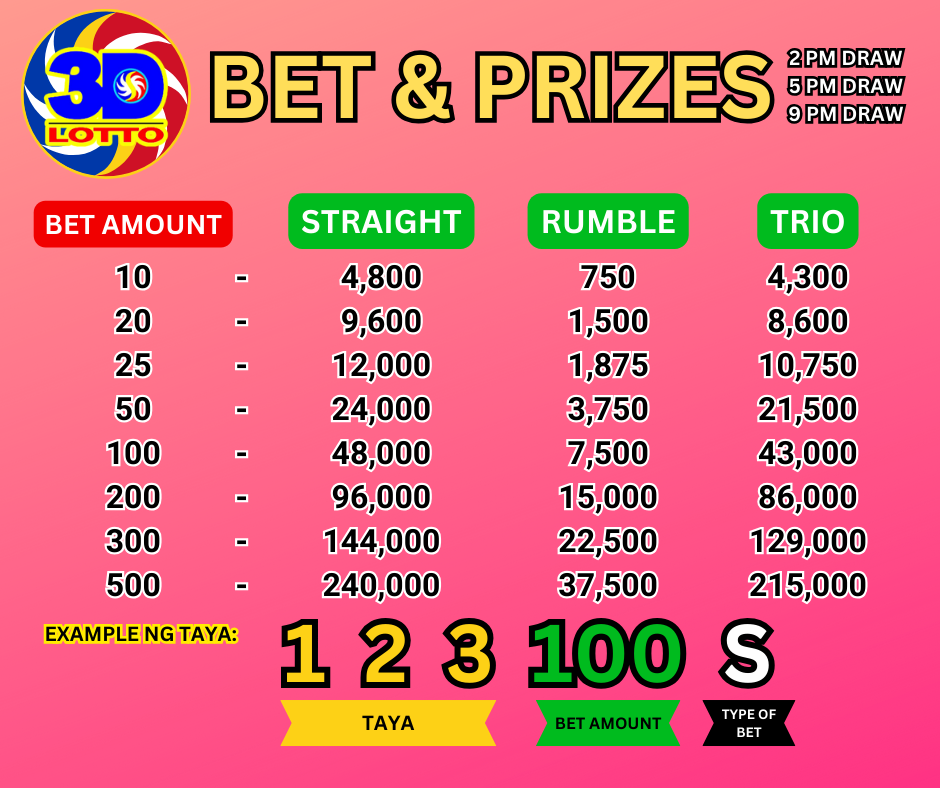 3D
LOTTO
BET & PRIZES
2 PM DRAW
5 PM DRAW
9 PM DRAW
BET AMOUNT STRAIGHT RUMBLE TRIO
10 - 4,800 750 4,300
20 - 9,600 1,500 8,600
25 - 12,000 1,875 10,750
50 - 24,000 3,750 21,500
100 - 48,000 7,500 43,000
200 - 96,000 15,000 86,000
300 - 144,000 22,500 129,000
500 - 240,000 37,500 215,000
EXAMPLE NG TAYA: 1 2 3 100 S
TAYA BET AMOUNT TYPE OF
BET